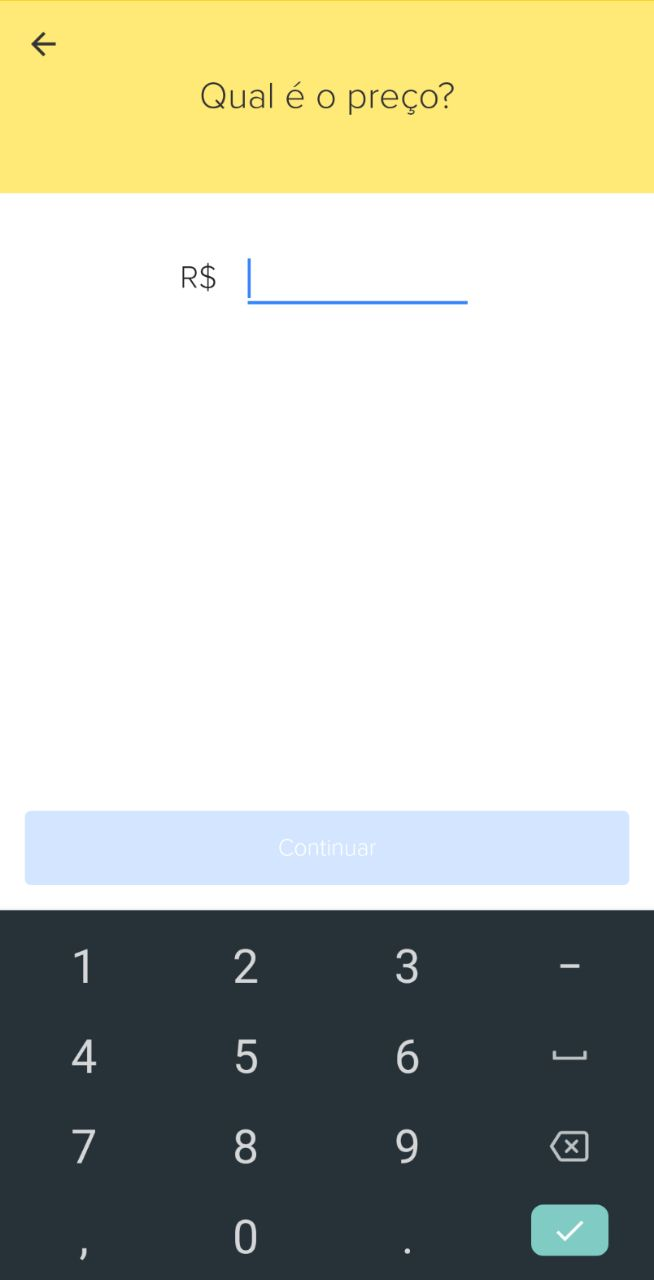 Qual é o preço?
R$
Continuar
1 2 3 -
4 5 6
7 8 9
, 0 .